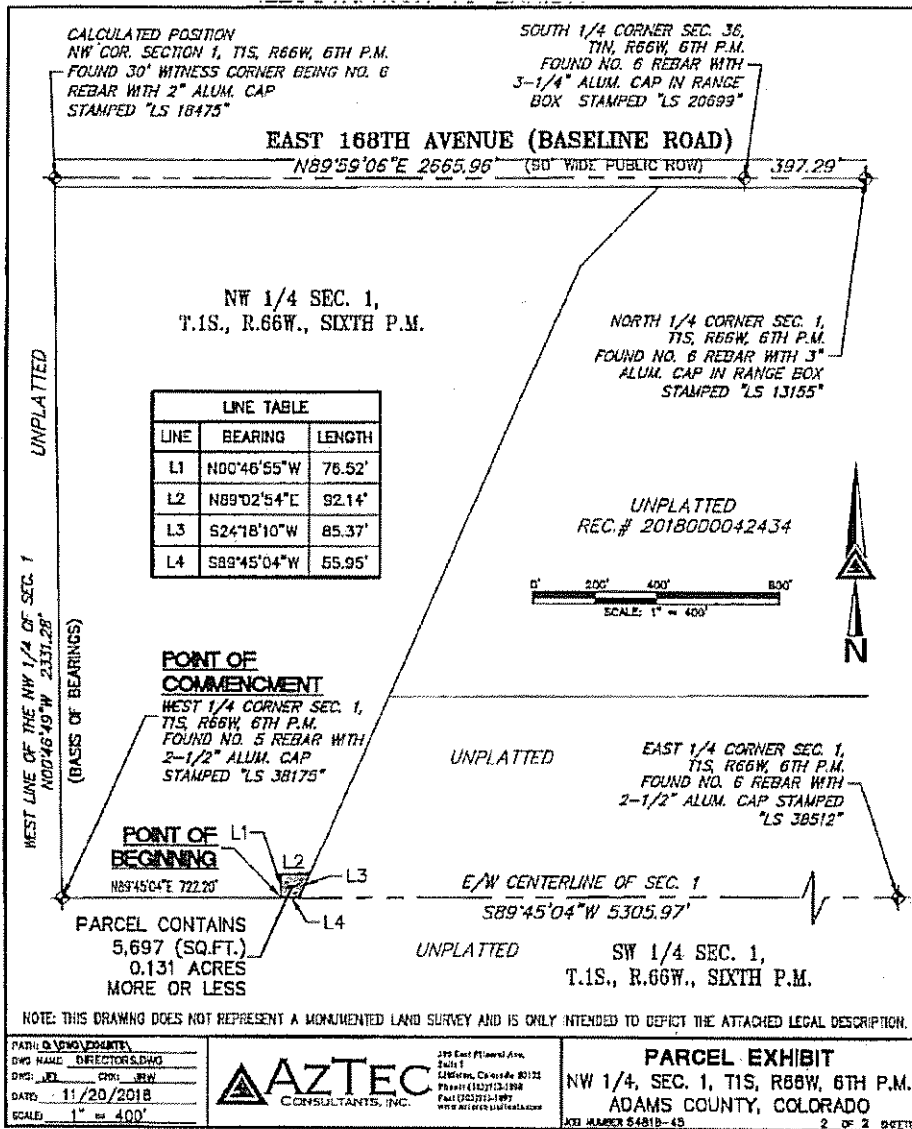 CALCULATED POSITION
NW COR. SECTION 1, T1S, R66W, 6TH P.M.
FOUND 30' WITNESS CORNER BEING NO. 6
REBAR WITH 2" ALUM. CAP
STAMPED "LS 18475"
SOUTH 1/4 CORNER SEC. 36,
T1N, R66W, 6TH P.M.
FOUND NO. 6 REBAR WITH
3-1/4" ALUM. CAP IN RANGE
BOX STAMPED "LS 20699"
EAST 168TH AVENUE (BASELINE ROAD)
N89°59'06"E 2665.96' (90' WIDE PUBLIC ROW) 397.29'
NW 1/4 SEC. 1,
T.1S., R.66W., SIXTH P.M.
NORTH 1/4 CORNER SEC. 1,
T1S, R66W, 6TH P.M.
FOUND NO. 6 REBAR WITH 3"
ALUM. CAP IN RANGE BOX
STAMPED "LS 13155"
UNPLATTED
LINE TABLE
LINE BEARING LENGTH
L1 N00°46'55"W 76.52'
L2 N89°02'54"E 92.14'
L3 S24°18'10"W 85.37'
L4 S89°45'04"W 55.95'
UNPLATTED
REC.# 2018000042434
0' 200' 400' 800'
SCALE: 1" = 400'
N
WEST LINE OF THE NW 1/4 OF SEC. 1
N00°46'49"W 2331.28'
(BASIS OF BEARINGS)
POINT OF
COMMENCMENT
WEST 1/4 CORNER SEC. 1,
T1S, R66W, 6TH P.M.
FOUND NO. 5 REBAR WITH
2-1/2" ALUM. CAP
STAMPED "LS 38175"
UNPLATTED
EAST 1/4 CORNER SEC. 1,
T1S, R66W, 6TH P.M.
FOUND NO. 6 REBAR WITH
2-1/2" ALUM. CAP STAMPED
"LS 38512"
POINT OF
BEGINNING
L1
L2
L3
L4
N89°45'04"E 722.20'
E/W CENTERLINE OF SEC. 1
S89°45'04"W 5305.97'
PARCEL CONTAINS
5,697 (SQ.FT.)
0.131 ACRES
MORE OR LESS
UNPLATTED
SW 1/4 SEC. 1,
T.1S., R.66W., SIXTH P.M.
NOTE: THIS DRAWING DOES NOT REPRESENT A MONUMENTED LAND SURVEY AND IS ONLY INTENDED TO DEPICT THE ATTACHED LEGAL DESCRIPTION.
PATH:
DWG NAME: DIRECTORS.DWG
DWG: JFI CHK: JRW
DATE: 11/20/2018
SCALE: 1" = 400'
AZTEC
CONSULTANTS, INC.
Littleton, Colorado 80122
PARCEL EXHIBIT
NW 1/4, SEC. 1, T1S, R66W, 6TH P.M.
ADAMS COUNTY, COLORADO
JOB NUMBER 54818-45
2 OF 2 SHEETS